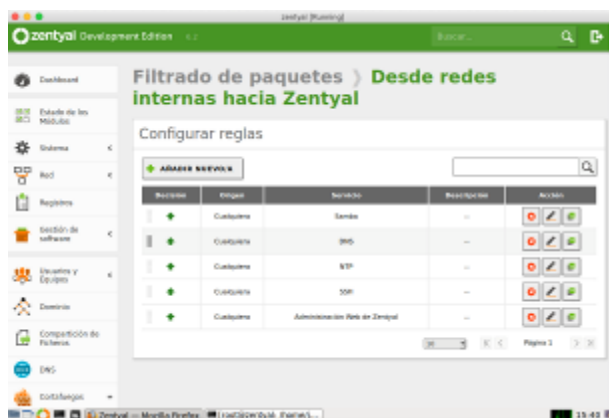 zentyal [Running]
zentyal Development Edition
Buscar...
Dashboard
Estado de los
Módulos
Sistema
Red
Registros
Gestión de
software
Usuarios y
Equipos
Dominio
Compartición de
Ficheros
DNS
Cortafuegos
Filtrado de paquetes ⟩ Desde redes
internas hacia Zentyal
Configurar reglas
AÑADIR NUEVO/A
Decisión Origen Servicio Descripción Acción
Cualquiera Samba --
Cualquiera DNS --
Cualquiera NTP --
Cualquiera SSH --
Cualquiera Administración Web de Zentyal --
10 Página 1
Zentyal — Mozilla Firefox
15:43